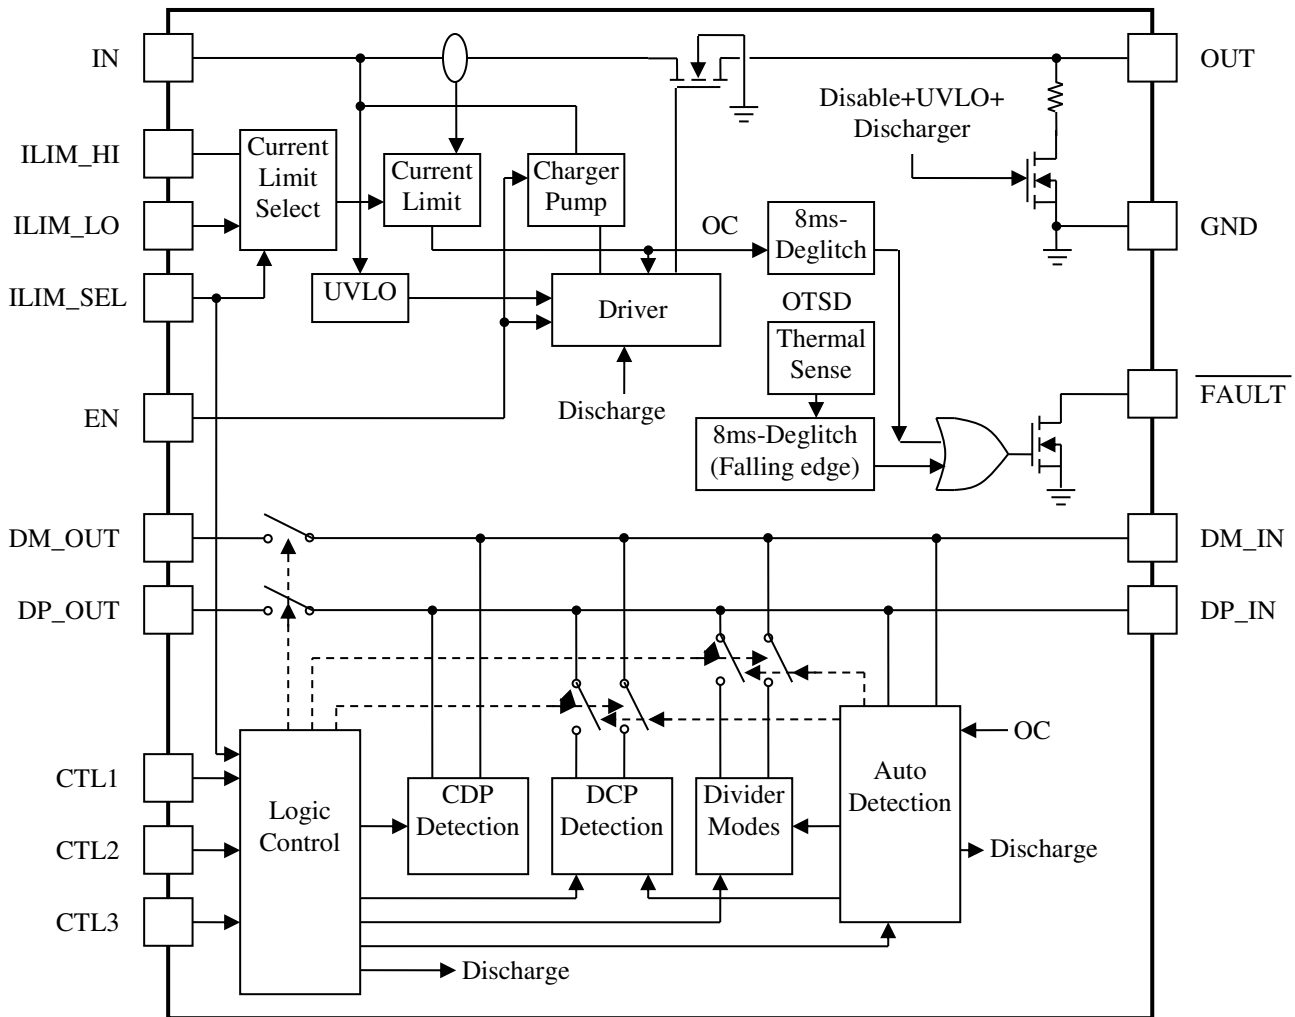 IN
OUT
Disable+UVLO+
Discharger
ILIM_HI
Current
Limit
Select
Current
Limit
Charger
Pump
ILIM_LO
OC
8ms-
Deglitch
GND
ILIM_SEL
UVLO
Driver
OTSD
Thermal
Sense
FAULT
EN
Discharge
8ms-Deglitch
(Falling edge)
DM_OUT
DM_IN
DP_OUT
DP_IN
OC
CTL1
Logic
Control
CDP
Detection
DCP
Detection
Divider
Modes
Auto
Detection
CTL2
Discharge
CTL3
Discharge